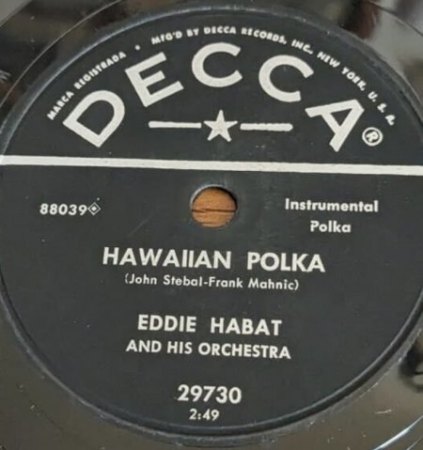 MARCA REGISTRADA • MFG'D BY DECCA RECORDS, INC., NEW YORK, U.S.A.
DECCA®
88039
Instrumental
Polka
HAWAIIAN POLKA
(John Stebal-Frank Mahnic)
EDDIE HABAT
AND HIS ORCHESTRA
29730
2:49